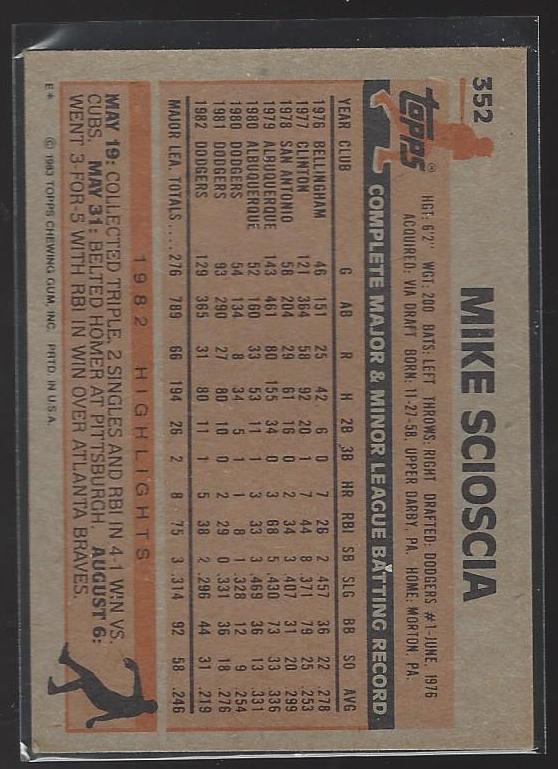 352
MIKE SCIOSCIA
topps®
HGT: 6'2" WGT: 200 BATS: LEFT THROWS: RIGHT DRAFTED: DODGERS #1-JUNE, 1976
ACQUIRED: VIA DRAFT BORN: 11-27-58, UPPER DARBY, PA. HOME: MORTON, PA.
COMPLETE MAJOR & MINOR LEAGUE BATTING RECORD
YEAR CLUB G AB R H 2B 3B HR RBI SB SLG BB SO AVG
1976 BELLINGHAM 46 151 25 42 6 0 7 26 2 .457 36 22 .278
1977 CLINTON 121 364 58 92 20 1 7 44 8 .371 79 25 .253
1978 SAN ANTONIO 58 204 29 61 16 0 2 34 3 .407 31 20 .299
1979 ALBUQUERQUE 143 461 80 155 34 0 3 68 5 .430 73 33 .336
1980 ALBUQUERQUE 52 160 33 53 11 1 3 33 3 .469 36 13 .331
1980 DODGERS 54 134 8 34 5 1 1 8 1 .328 12 9 .254
1981 DODGERS 93 290 27 80 10 0 2 29 0 .331 36 18 .276
1982 DODGERS 129 365 31 80 11 1 5 38 2 .296 44 31 .219
MAJOR LEA. TOTALS .... 276 789 66 194 26 2 8 75 3 .314 92 58 .246
1982 HIGHLIGHTS
MAY 19: COLLECTED TRIPLE, 2 SINGLES AND RBI IN 4-1 WIN VS.
CUBS. MAY 31: BELTED HOMER AT PITTSBURGH. AUGUST 6:
WENT 3-FOR-5 WITH RBI IN WIN OVER ATLANTA BRAVES.
E* © 1983 TOPPS CHEWING GUM, INC. PRTD. IN U.S.A.